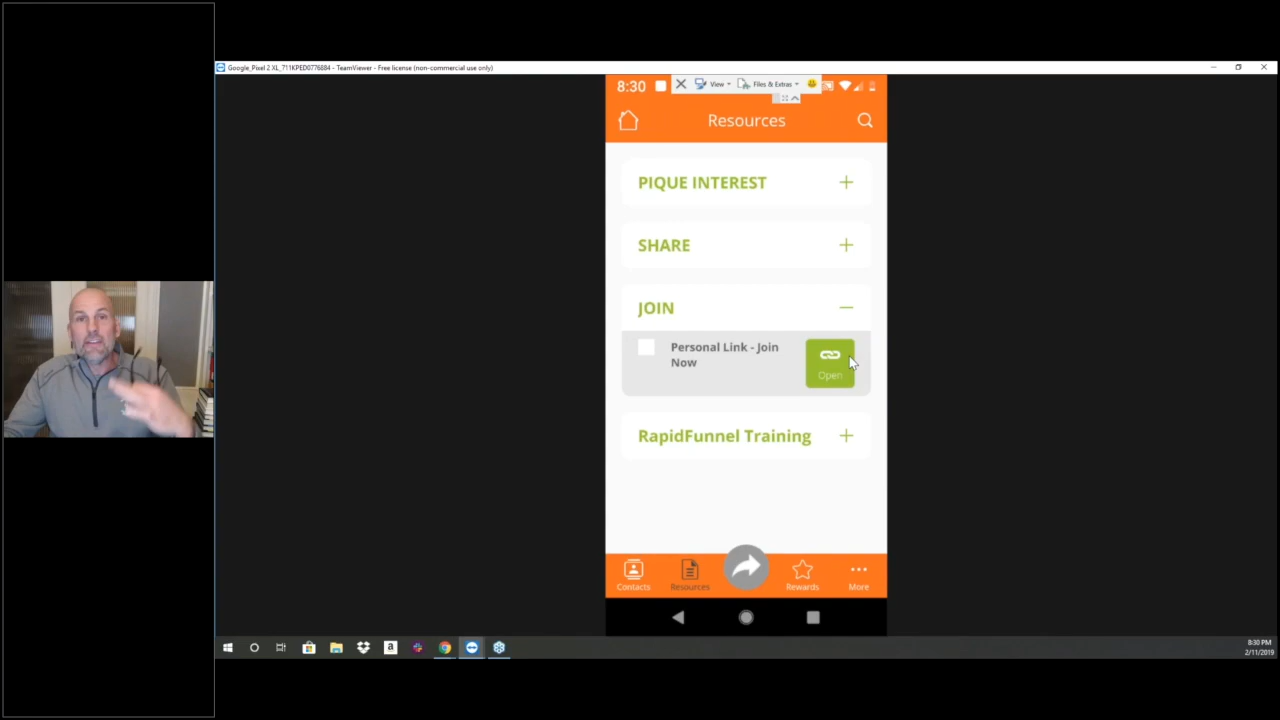 Google_Pixel 2 XL_711KPED0776884 - TeamViewer - Free license (non-commercial use only)
8:30
View
Files & Extras
Resources
PIQUE INTEREST
SHARE
JOIN
Personal Link - Join
Now
Open
RapidFunnel Training
Contacts
Resources
Rewards
More
a
8:30 PM
2/11/2019